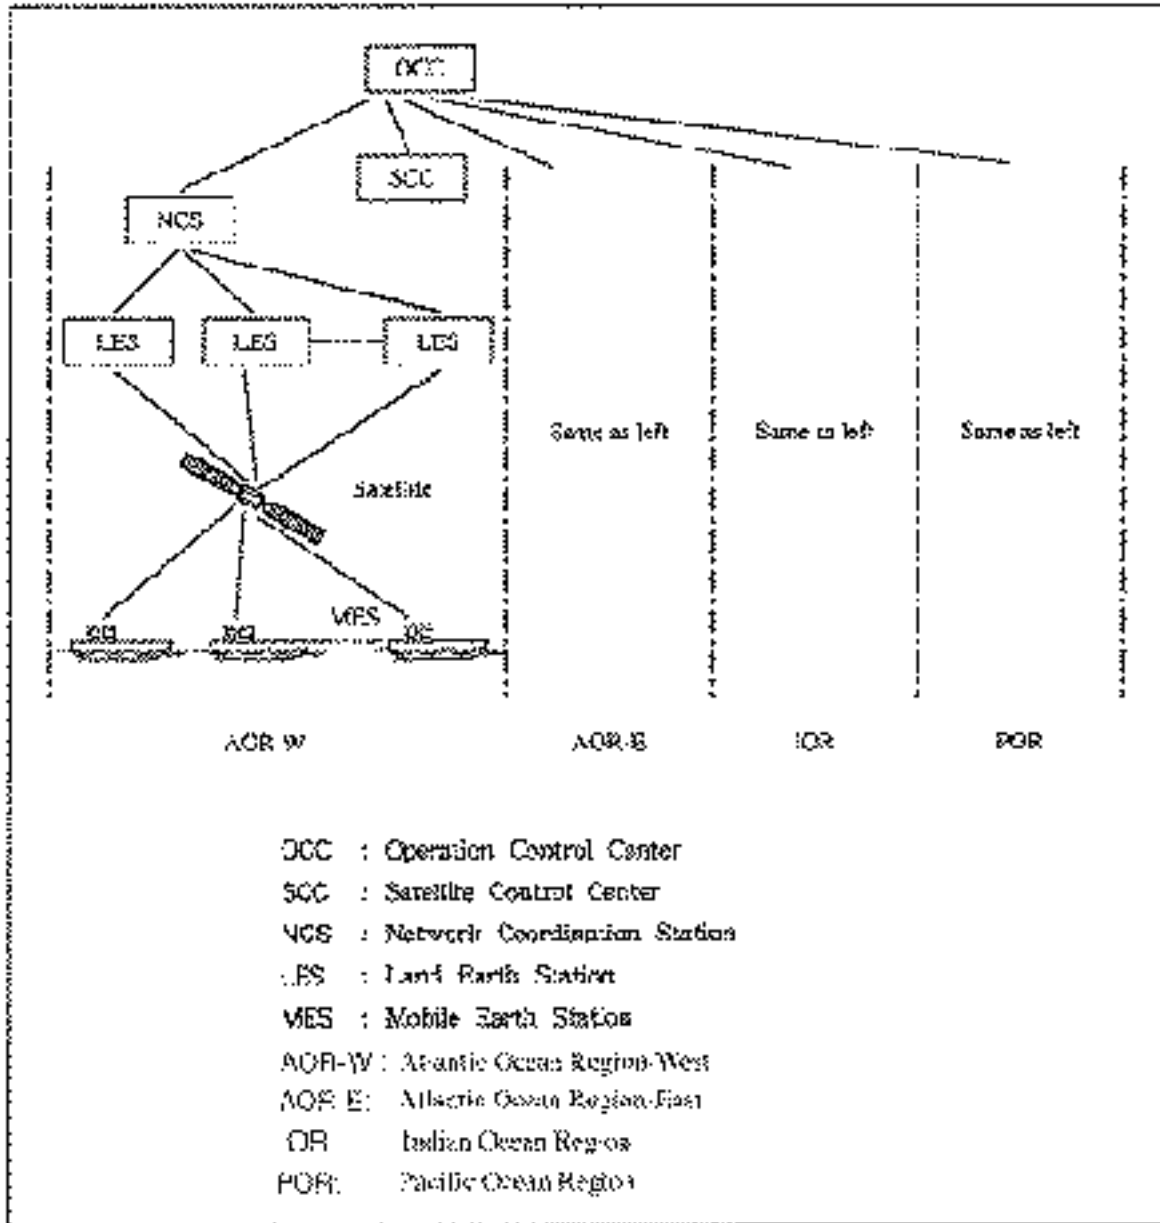 OCC
SCC
NCS
LES LES LES
Same as left Same as left Same as left
Satellite
MES
AOR-W AOR-E IOR POR
OCC : Operation Control Center
SCC : Satellite Control Center
NCS : Network Coordination Station
LES : Land Earth Station
MES : Mobile Earth Station
AOR-W : Atlantic Ocean Region-West
AOR-E: Atlantic Ocean Region-East
IOR Indian Ocean Region
POR: Pacific Ocean Region